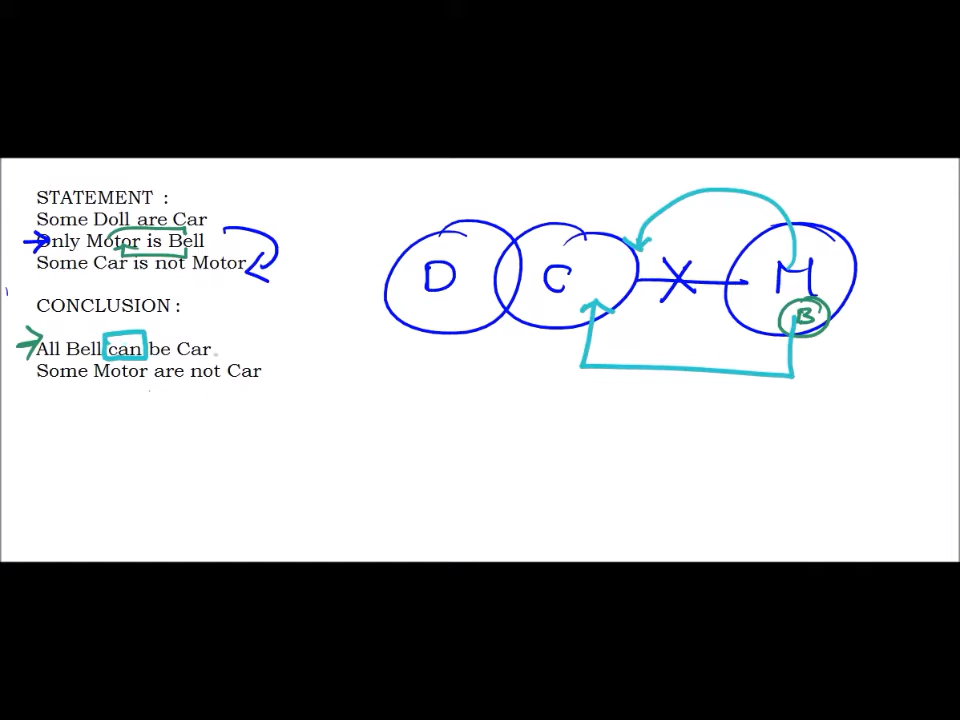 STATEMENT :
Some Doll are Car
Only Motor is Bell
Some Car is not Motor
CONCLUSION :
All Bell can be Car
Some Motor are not Car
D C M
B